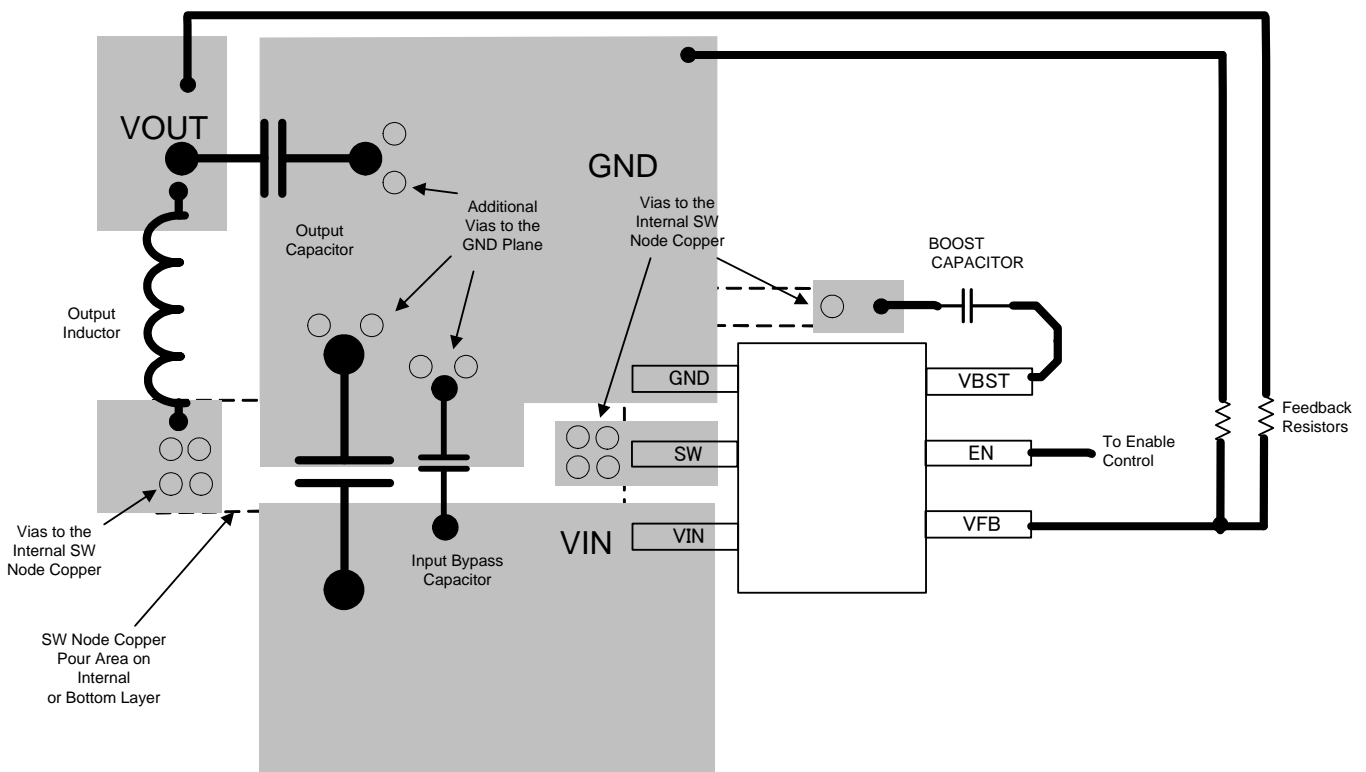 VOUT
GND
Output
Capacitor
Additional
Vias to the
GND Plane
Vias to the
Internal SW
Node Copper
BOOST
CAPACITOR
Output
Inductor
GND
VBST
SW
EN
To Enable
Control
Feedback
Resistors
VIN
VIN
VFB
Input Bypass
Capacitor
Vias to the
Internal SW
Node Copper
SW Node Copper
Pour Area on
Internal
or Bottom Layer